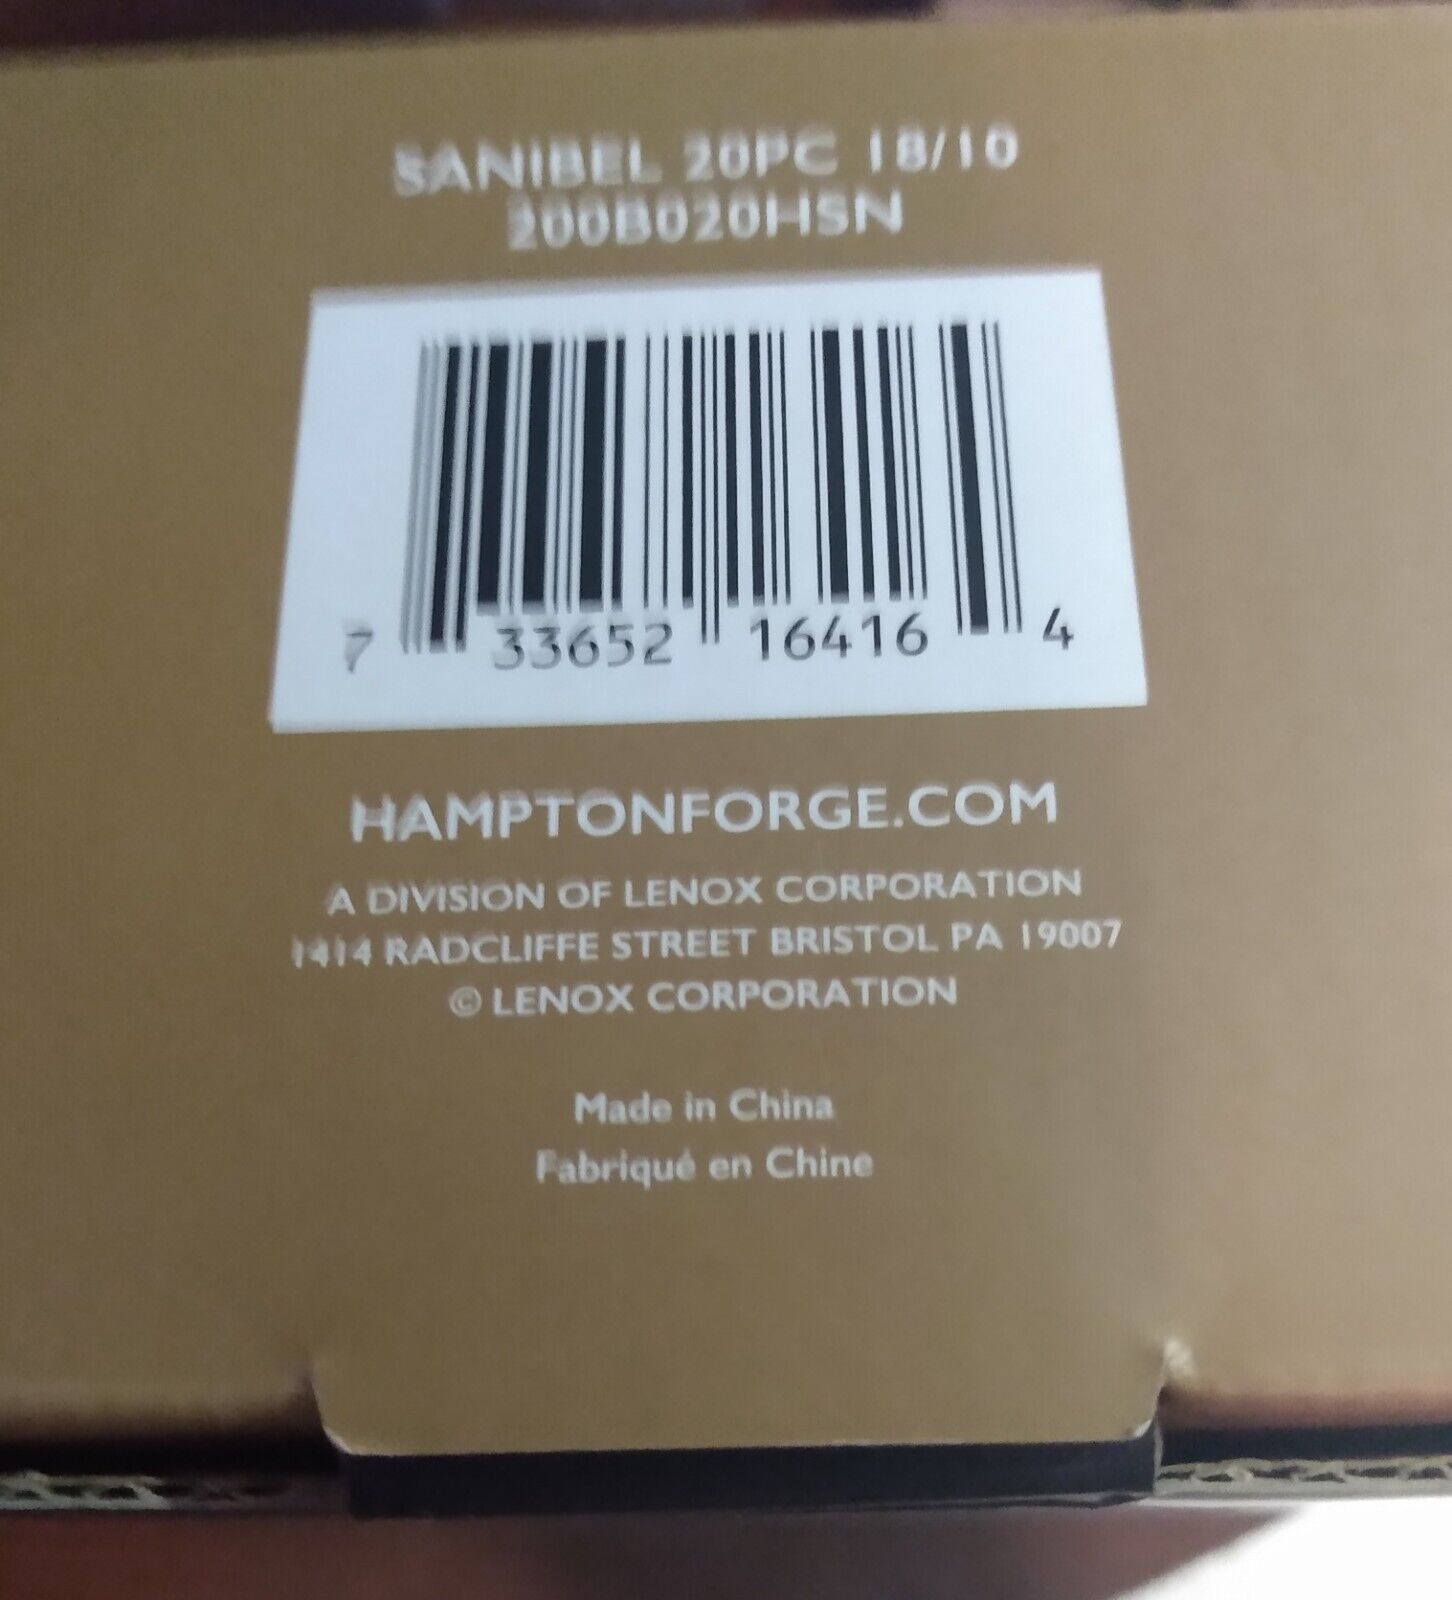 SANIBEL 20PC 18/10
200B020HSN
7 33652 16416 4
HAMPTONFORGE.COM
A DIVISION OF LENOX CORPORATION
1414 RADCLIFFE STREET BRISTOL PA 19007
© LENOX CORPORATION
Made in China
Fabriqué en Chine